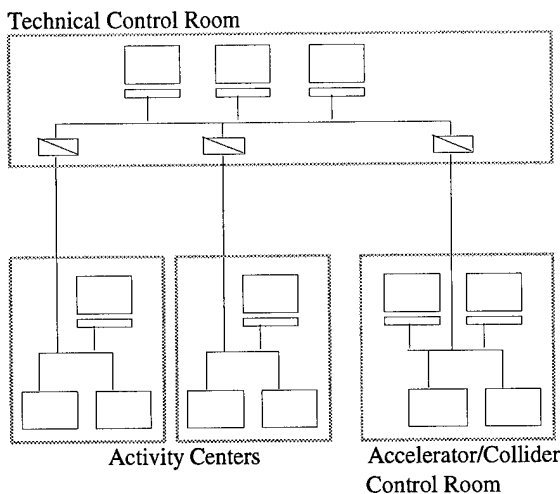 Technical Control Room
Activity Centers
Accelerator/Collider
Control Room